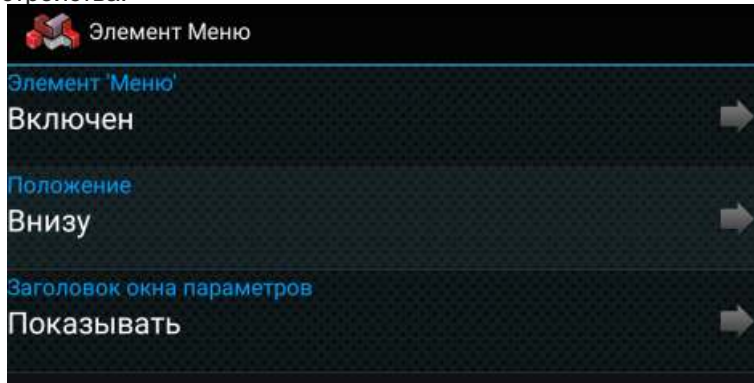 Элемент Меню
Элемент 'Меню'
Включен
Положение
Внизу
Заголовок окна параметров
Показывать